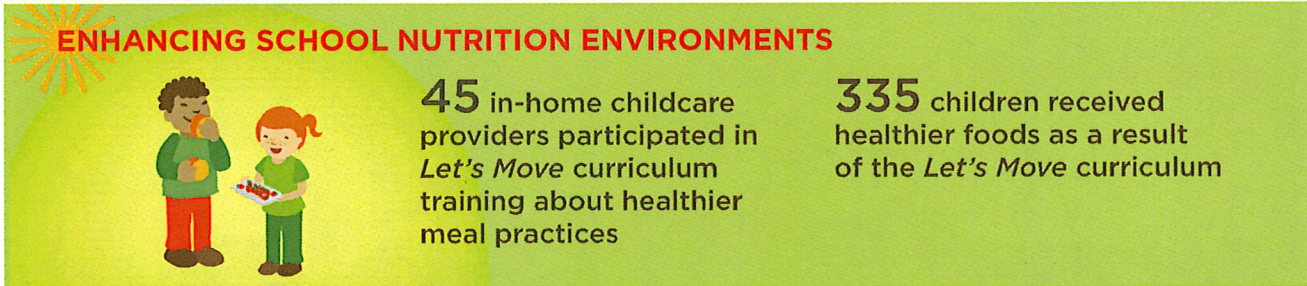 ENHANCING SCHOOL NUTRITION ENVIRONMENTS
45 in-home childcare
providers participated in
Let's Move curriculum
training about healthier
meal practices
335 children received
healthier foods as a result
of the Let's Move curriculum